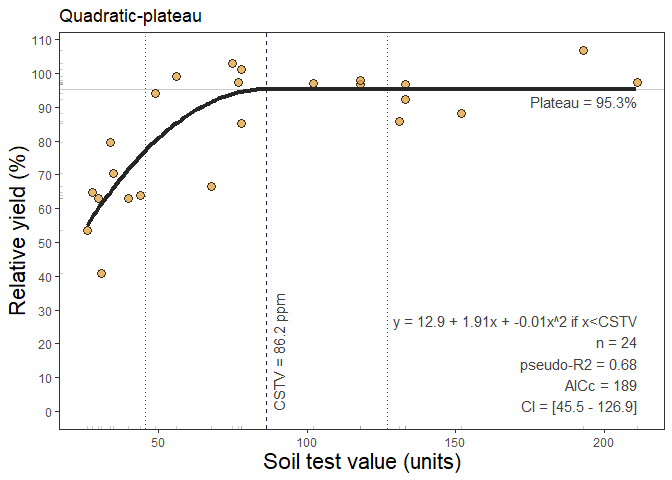 Quadratic-plateau
Relative yield (%)
110
100
90
80
70
60
50
40
30
20
10
0
Plateau = 95.3%
CSTV = 86.2 ppm
y = 12.9 + 1.91x + -0.01x^2 if x<CSTV
n = 24
pseudo-R2 = 0.68
AICc = 189
CI = [45.5 - 126.9]
50
100
150
200
Soil test value (units)